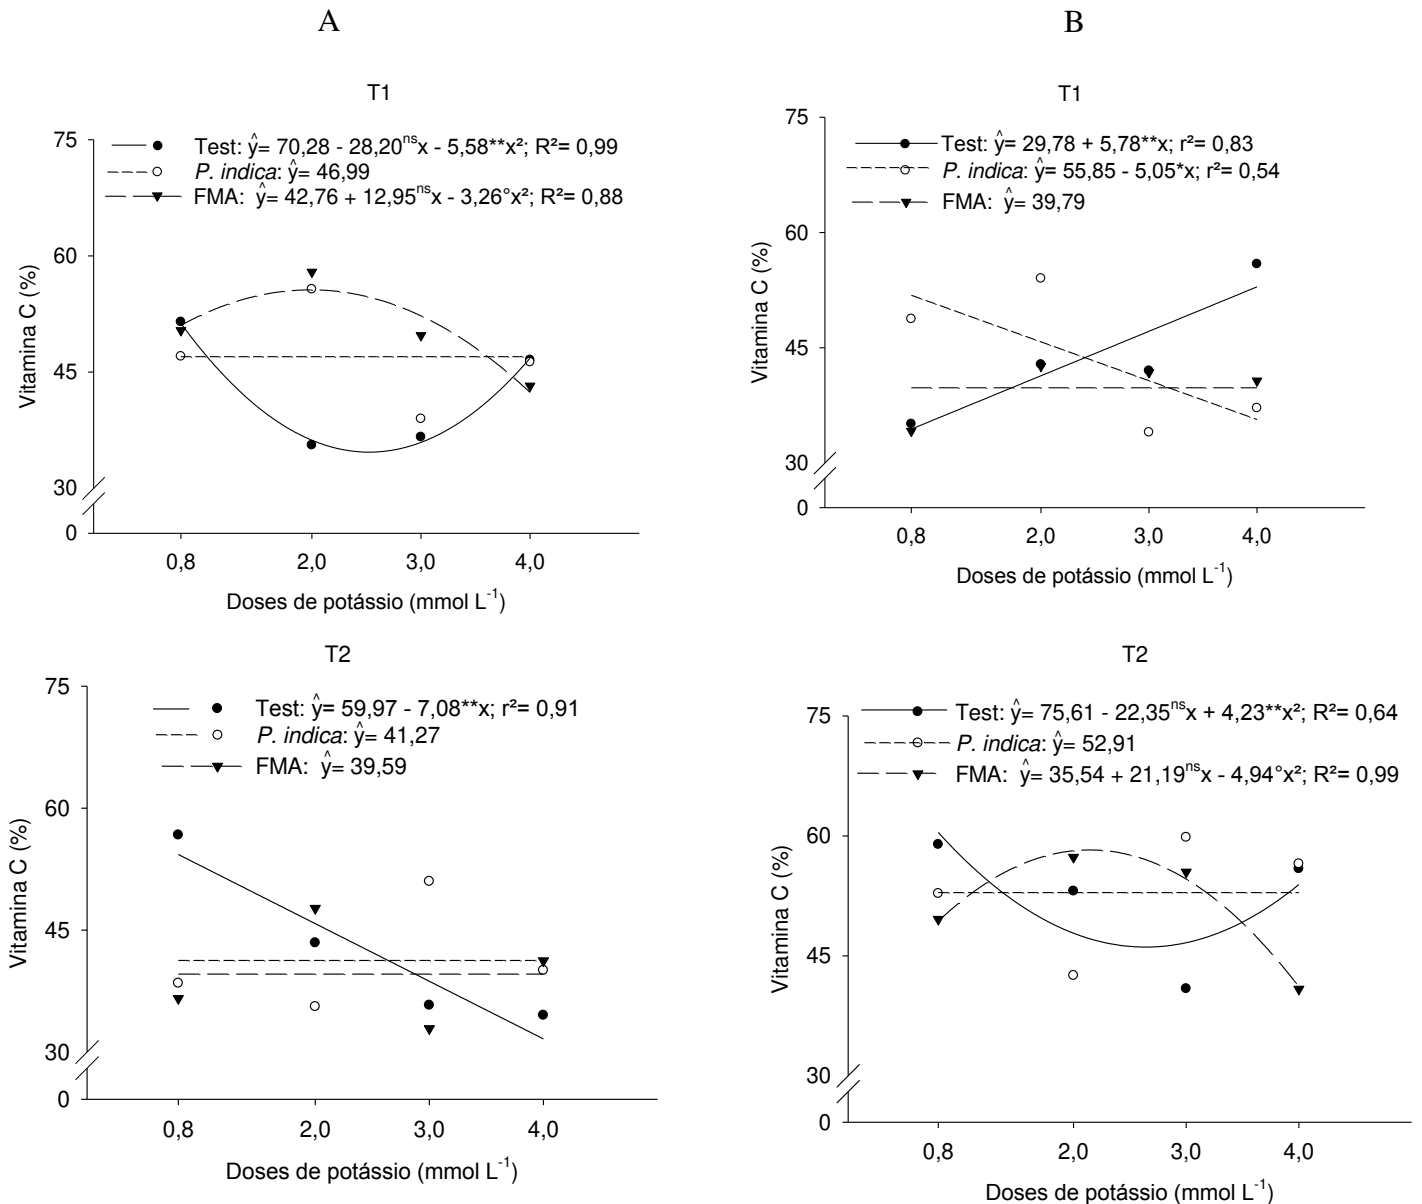 A
B
T1
Test: ŷ= 70,28 - 28,20ⁿˢx - 5,58**x²; R²= 0,99
P. indica: ŷ= 46,99
FMA: ŷ= 42,76 + 12,95ⁿˢx - 3,26°x²; R²= 0,88
75
60
45
30
0
Vitamina C (%)
0,8 2,0 3,0 4,0
Doses de potássio (mmol L⁻¹)
T1
Test: ŷ= 29,78 + 5,78**x; r²= 0,83
P. indica: ŷ= 55,85 - 5,05*x; r²= 0,54
FMA: ŷ= 39,79
75
60
45
30
0
Vitamina C (%)
0,8 2,0 3,0 4,0
Doses de potássio (mmol L⁻¹)
T2
Test: ŷ= 59,97 - 7,08**x; r²= 0,91
P. indica: ŷ= 41,27
FMA: ŷ= 39,59
75
60
45
30
0
Vitamina C (%)
0,8 2,0 3,0 4,0
Doses de potássio (mmol L⁻¹)
T2
Test: ŷ= 75,61 - 22,35ⁿˢx + 4,23**x²; R²= 0,64
P. indica: ŷ= 52,91
FMA: ŷ= 35,54 + 21,19ⁿˢx - 4,94°x²; R²= 0,99
75
60
45
30
0
Vitamina C (%)
0,8 2,0 3,0 4,0
Doses de potássio (mmol L⁻¹)